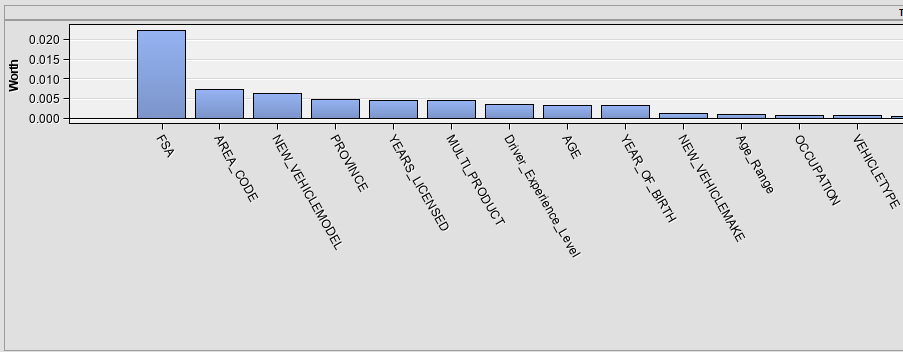 T
Worth
0.020
0.015
0.010
0.005
0.000
FSA
AREA_CODE
NEW_VEHICLEMODEL
PROVINCE
YEARS_LICENSED
MULTI_PRODUCT
Driver_Experience_Level
AGE
YEAR_OF_BIRTH
NEW_VEHICLEMAKE
Age_Range
OCCUPATION
VEHICLETYPE